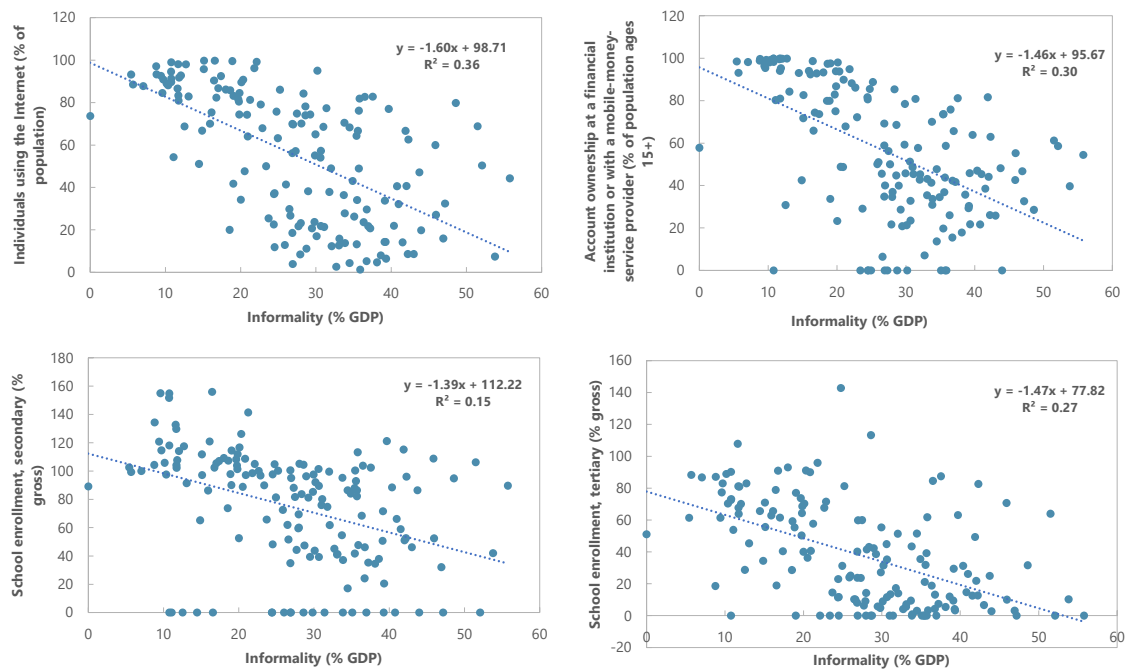 Individuals using the Internet (% of
population)
120
100
80
60
40
20
0
y = -1.60x + 98.71
R² = 0.36
0 10 20 30 40 50 60
Informality (% GDP)
Account ownership at a financial
institution or with a mobile-money-
service provider (% of population ages
15+)
120
100
80
60
40
20
0
y = -1.46x + 95.67
R² = 0.30
0 10 20 30 40 50 60
Informality (% GDP)
School enrollment, secondary (%
gross)
180
160
140
120
100
80
60
40
20
0
y = -1.39x + 112.22
R² = 0.15
0 10 20 30 40 50 60
Informality (% GDP)
School enrollment, tertiary (% gross)
160
140
120
100
80
60
40
20
0
-20
y = -1.47x + 77.82
R² = 0.27
0 10 20 30 40 50 60
Informality (% GDP)